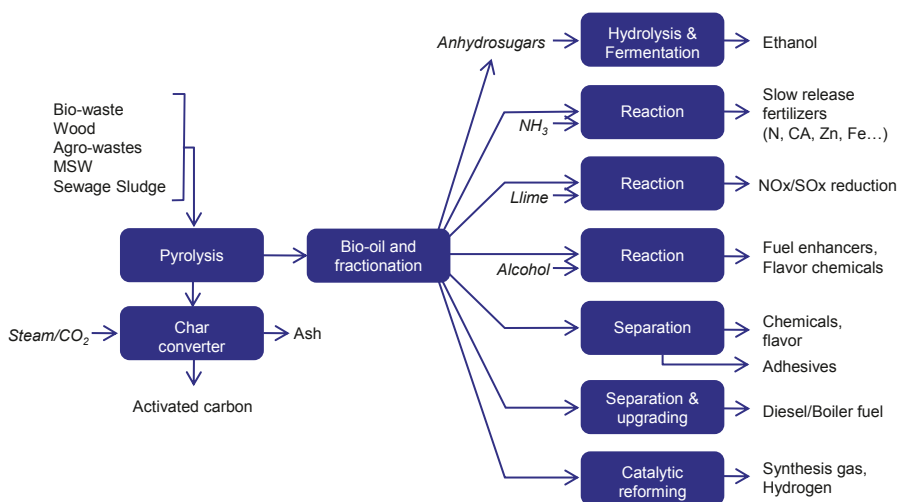 Bio-waste
Wood
Agro-wastes
MSW
Sewage Sludge
Pyrolysis
Steam/CO₂
Char
converter
Ash
Activated carbon
Bio-oil and
fractionation
Anhydrosugars
Hydrolysis &
Fermentation
Ethanol
NH₃
Reaction
Slow release
fertilizers
(N, CA, Zn, Fe…)
Llime
Reaction
NOx/SOx reduction
Alcohol
Reaction
Fuel enhancers,
Flavor chemicals
Separation
Chemicals,
flavor
Adhesives
Separation &
upgrading
Diesel/Boiler fuel
Catalytic
reforming
Synthesis gas,
Hydrogen